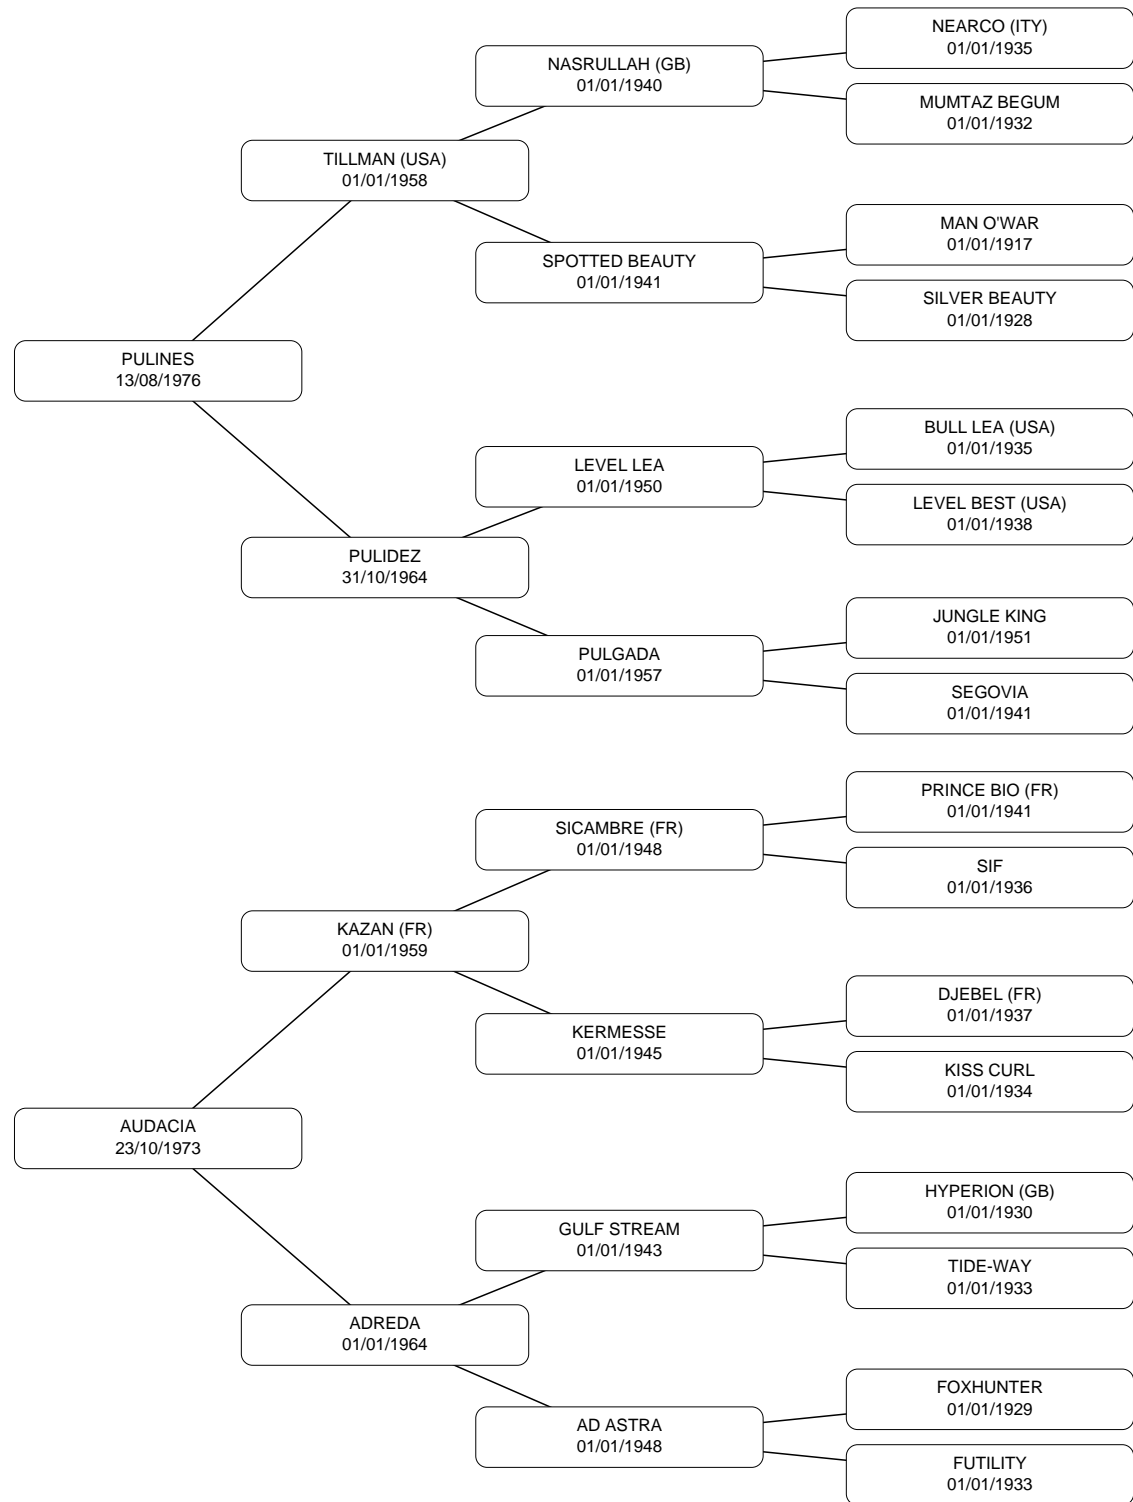 NEARCO (ITY)
01/01/1935
NASRULLAH (GB)
01/01/1940
MUMTAZ BEGUM
01/01/1932
TILLMAN (USA)
01/01/1958
MAN O'WAR
01/01/1917
SPOTTED BEAUTY
01/01/1941
SILVER BEAUTY
01/01/1928
PULINES
13/08/1976
BULL LEA (USA)
01/01/1935
LEVEL LEA
01/01/1950
LEVEL BEST (USA)
01/01/1938
PULIDEZ
31/10/1964
JUNGLE KING
01/01/1951
PULGADA
01/01/1957
SEGOVIA
01/01/1941
PRINCE BIO (FR)
01/01/1941
SICAMBRE (FR)
01/01/1948
SIF
01/01/1936
KAZAN (FR)
01/01/1959
DJEBEL (FR)
01/01/1937
KERMESSE
01/01/1945
KISS CURL
01/01/1934
AUDACIA
23/10/1973
HYPERION (GB)
01/01/1930
GULF STREAM
01/01/1943
TIDE-WAY
01/01/1933
ADREDA
01/01/1964
FOXHUNTER
01/01/1929
AD ASTRA
01/01/1948
FUTILITY
01/01/1933